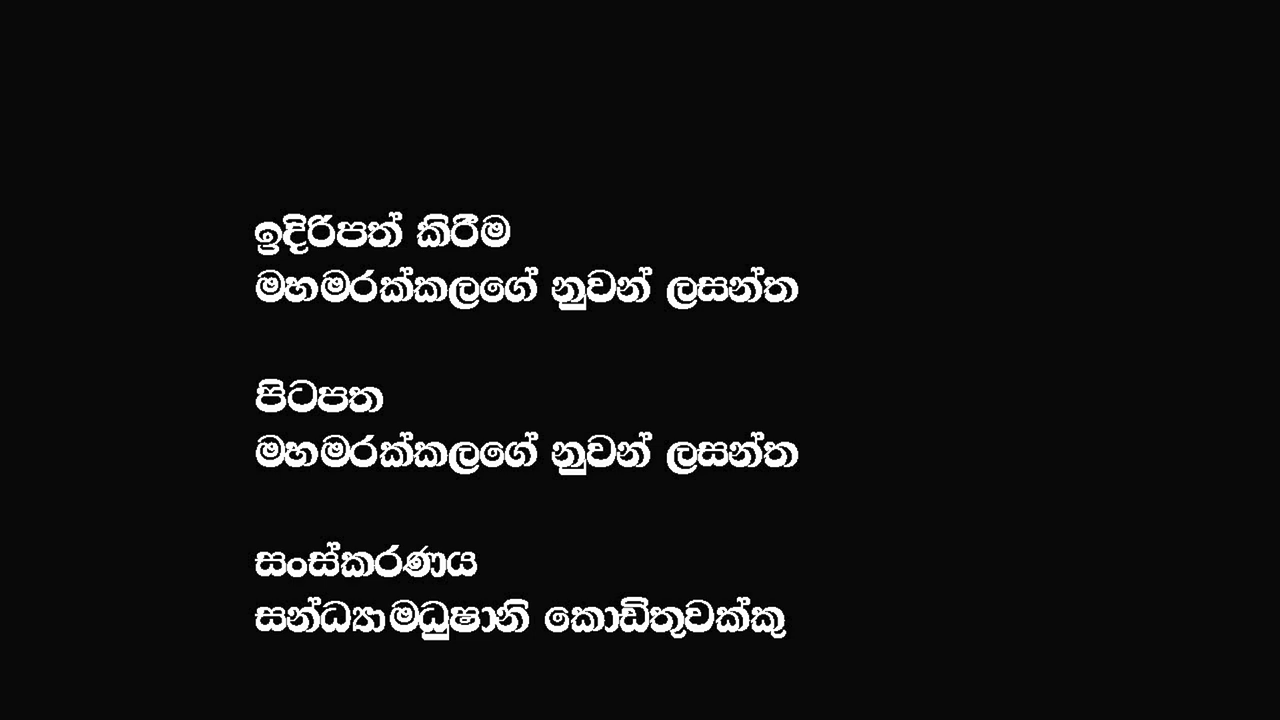 ඉදිරිපත් කිරීම
මහමරක්කලගේ නුවන් ලසන්ත
පිටපත
මහමරක්කලගේ නුවන් ලසන්ත
සංස්කරණය
සන්ධ්‍යාමධුෂානි කොඩිතුවක්කු